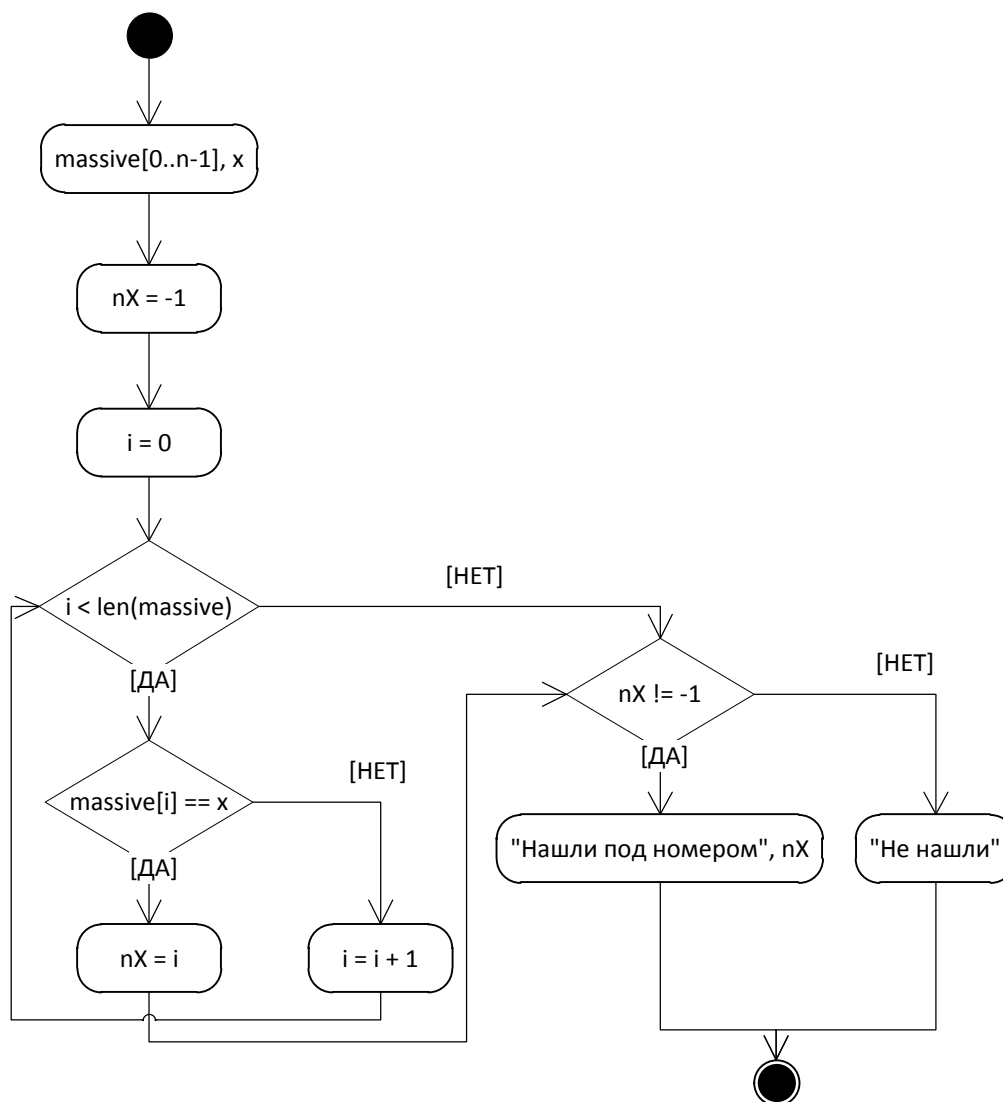 massive[0..n-1], x
nX = -1
i = 0
i < len(massive)
[НЕТ]
[ДА]
massive[i] == x
[НЕТ]
[ДА]
nX = i
i = i + 1
nX != -1
[НЕТ]
[ДА]
"Нашли под номером", nX
"Не нашли"